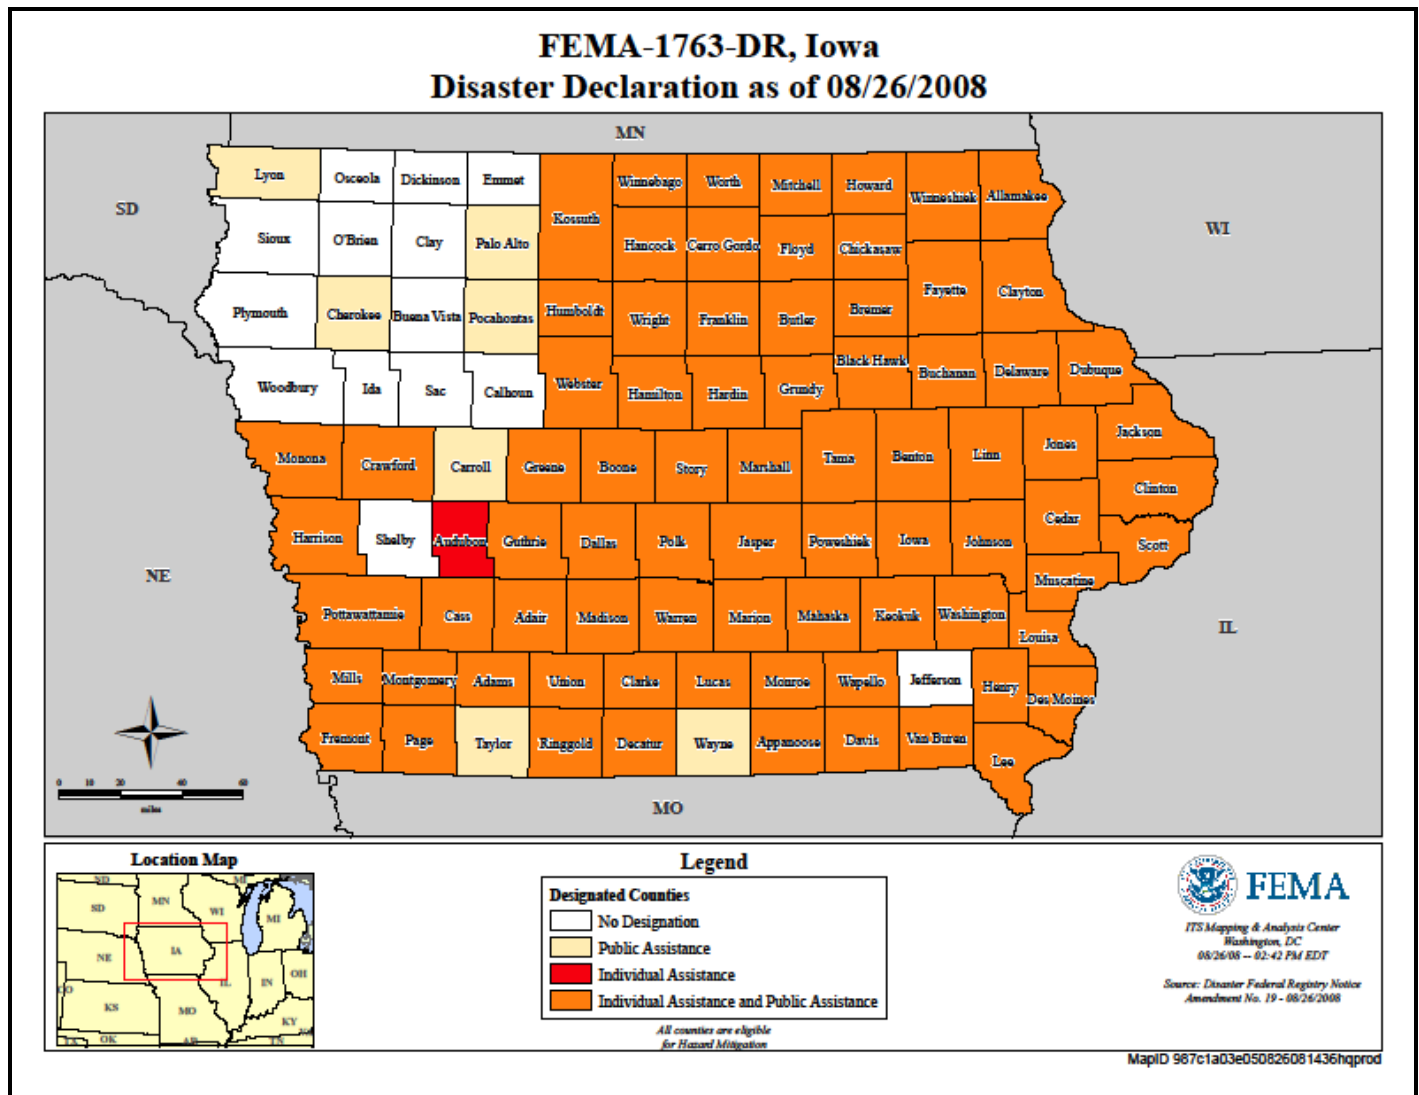 FEMA-1763-DR, Iowa
Disaster Declaration as of 08/26/2008
MN
SD
WI
NE
IL
MO
Lyon
Osceola
Dickinson
Emmet
Kossuth
Winnebago
Worth
Mitchell
Howard
Winneshiek
Allamakee
Sioux
O'Brien
Clay
Palo Alto
Hancock
Cerro Gordo
Floyd
Chickasaw
Fayette
Clayton
Plymouth
Cherokee
Buena Vista
Pocahontas
Humboldt
Wright
Franklin
Butler
Bremer
Woodbury
Ida
Sac
Calhoun
Webster
Hamilton
Hardin
Grundy
Black Hawk
Buchanan
Delaware
Dubuque
Monona
Crawford
Carroll
Greene
Boone
Story
Marshall
Tama
Benton
Linn
Jones
Jackson
Clinton
Harrison
Shelby
Audubon
Guthrie
Dallas
Polk
Jasper
Poweshiek
Iowa
Johnson
Cedar
Scott
Muscatine
Pottawattamie
Cass
Adair
Madison
Warren
Marion
Mahaska
Keokuk
Washington
Louisa
Mills
Montgomery
Adams
Union
Clarke
Lucas
Monroe
Wapello
Jefferson
Henry
Des Moines
Fremont
Page
Taylor
Ringgold
Decatur
Wayne
Appanoose
Davis
Van Buren
Lee
0 10 20 40 60
miles
Location Map
ND
MN
SD
WI
MI
MI
NE
IA
IL
IN
OH
CO
KS
MO
KY
OK
AR
TN
Legend
Designated Counties
No Designation
Public Assistance
Individual Assistance
Individual Assistance and Public Assistance
All counties are eligible
for Hazard Mitigation
FEMA
ITS Mapping & Analysis Center
Washington, DC
08/26/08 -- 02:42 PM EDT
Source: Disaster Federal Registry Notice
Amendment No. 19 - 08/26/2008
MapID 987c1a03e050826081436hqprod